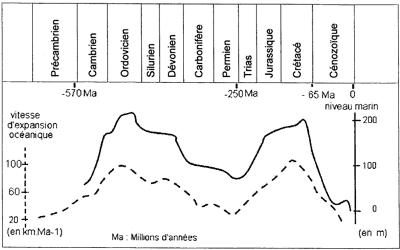 Précambrien
Cambrien
Ordovicien
Silurien
Dévonien
Carbonifère
Permien
Trias
Jurassique
Crétacé
Cénozoïque
-570 Ma
-250 Ma
- 65 Ma
0
vitesse
d'expansion
océanique
niveau marin
200
100
100
60
20
0
(en km.Ma-1)
Ma : Millions d'années
(en m)